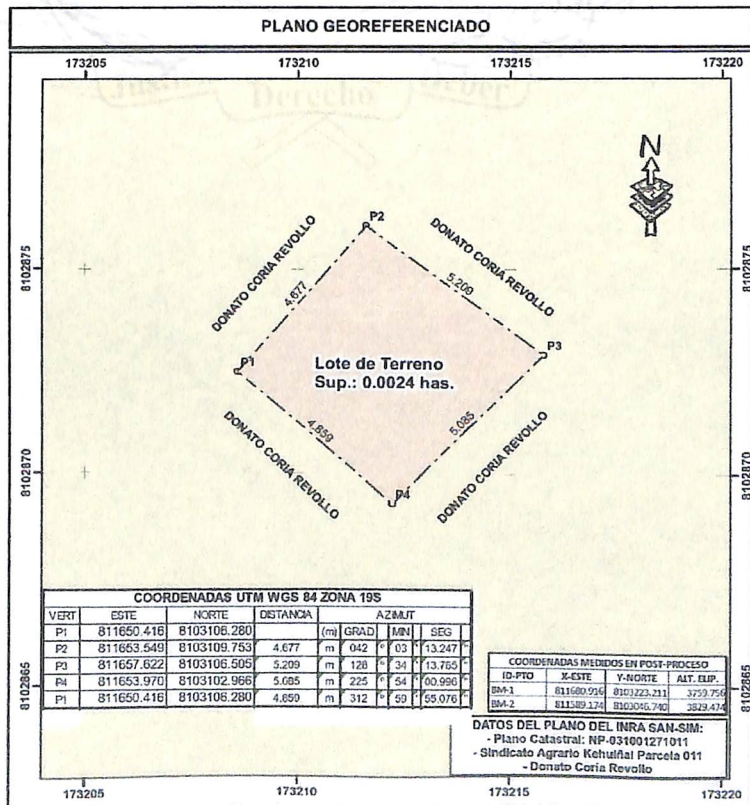 PLANO GEOREFERENCIADO
173205 173210 173215 173220
Justicia Derecho Deber
N
P2
DONATO CORIA REVOLLO
DONATO CORIA REVOLLO
8102875
8102875
4.677
5.209
P3
P1
Lote de Terreno
Sup.: 0.0024 has.
4.859
5.085
DONATO CORIA REVOLLO
DONATO CORIA REVOLLO
8102870
8102870
P4
COORDENADAS UTM WGS 84 ZONA 19S
VERT ESTE NORTE DISTANCIA AZIMUT
P1 811650.416 8103106.280 (m) GRAD MIN SEG
P2 811653.549 8103109.753 4.677 m 042 ° 03 ' 13.247 "
P3 811657.622 8103106.505 5.209 m 128 ° 34 ' 13.765 "
P4 811653.970 8103102.966 5.085 m 225 ° 54 ' 00.996 "
P1 811650.416 8103106.280 4.859 m 312 ° 59 ' 55.076 "
8102865
8102865
COORDENADAS MEDIDOS EN POST-PROCESO
ID-PTO X-ESTE Y-NORTE ALT. ELIP.
BM-1 811680.916 8103223.211 3759.756
BM-2 811589.174 8103046.740 3829.474
DATOS DEL PLANO DEL INRA SAN-SIM:
- Plano Catastral: NP-031001271011
- Sindicato Agrario Kehuiñal Parcela 011
- Donato Coria Revollo
173205 173210 173215 173220